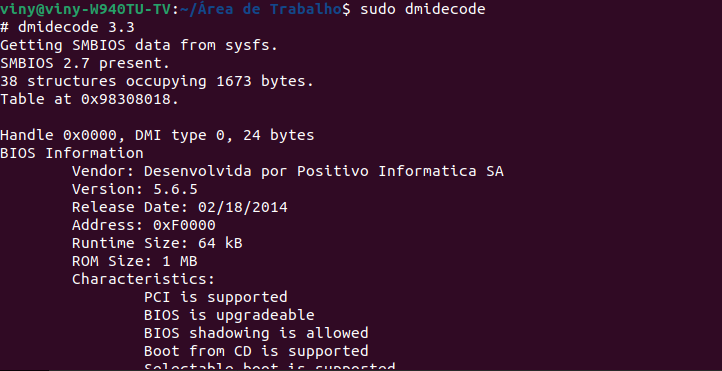 viny@viny-W940TU-TV:~/Área de Trabalho$ sudo dmidecode
# dmidecode 3.3
Getting SMBIOS data from sysfs.
SMBIOS 2.7 present.
38 structures occupying 1673 bytes.
Table at 0x98308018.
Handle 0x0000, DMI type 0, 24 bytes
BIOS Information
Vendor: Desenvolvida por Positivo Informatica SA
Version: 5.6.5
Release Date: 02/18/2014
Address: 0xF0000
Runtime Size: 64 kB
ROM Size: 1 MB
Characteristics:
PCI is supported
BIOS is upgradeable
BIOS shadowing is allowed
Boot from CD is supported
Selectable boot is supported